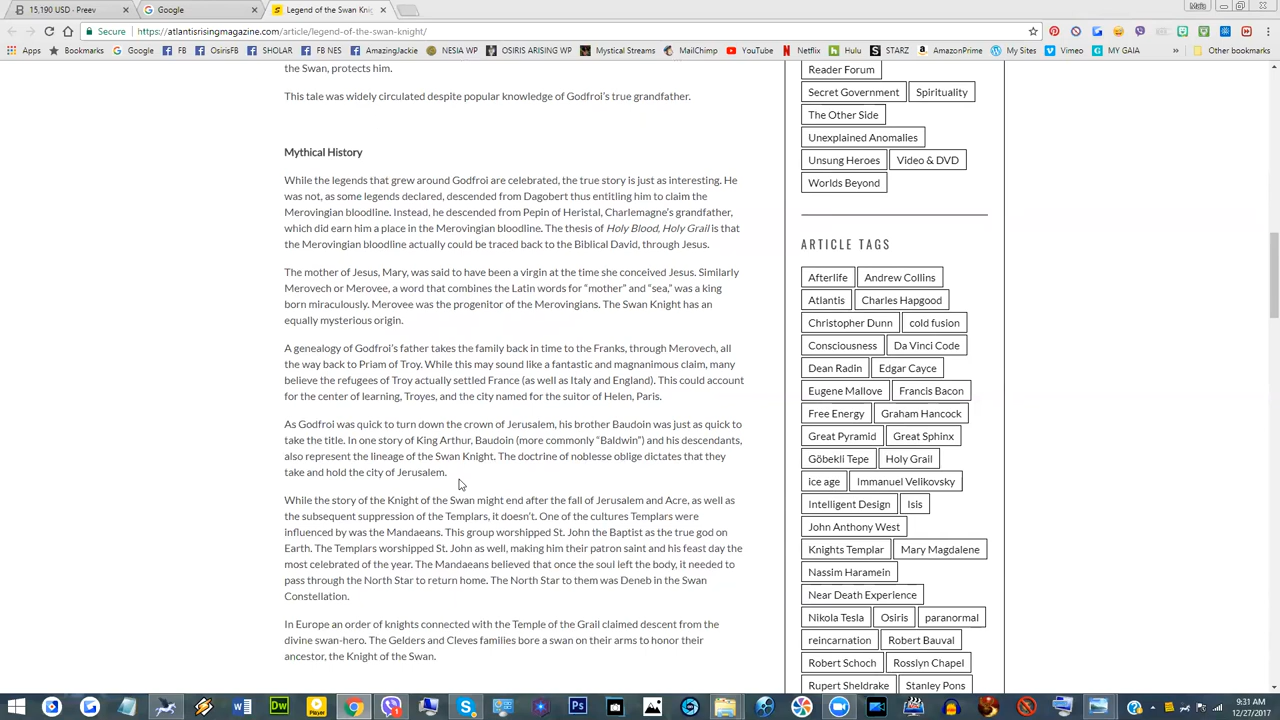 15,190 USD - Preev
Google
Legend of the Swan Knigh
Secure
https://atlantisrisingmagazine.com/article/legend-of-the-swan-knight/
Apps
Bookmarks
Google
FB
OsirisFB
SHOLAR
FB NES
AmazingJackie
NESIA WP
OSIRIS ARISING WP
Mystical Streams
MailChimp
YouTube
Netflix
Hulu
STARZ
AmazonPrime
My Sites
Vimeo
MY GAIA
Other bookmarks
the Swan, protects him.
This tale was widely circulated despite popular knowledge of Godfroi's true grandfather.
Mythical History
While the legends that grew around Godfroi are celebrated, the true story is just as interesting. He
was not, as some legends declared, descended from Dagobert thus entitling him to claim the
Merovingian bloodline. Instead, he descended from Pepin of Heristal, Charlemagne's grandfather,
which did earn him a place in the Merovingian bloodline. The thesis of Holy Blood, Holy Grail is that
the Merovingian bloodline actually could be traced back to the Biblical David, through Jesus.
The mother of Jesus, Mary, was said to have been a virgin at the time she conceived Jesus. Similarly
Merovech or Merovee, a word that combines the Latin words for "mother" and "sea," was a king
born miraculously. Merovee was the progenitor of the Merovingians. The Swan Knight has an
equally mysterious origin.
A genealogy of Godfroi's father takes the family back in time to the Franks, through Merovech, all
the way back to Priam of Troy. While this may sound like a fantastic and magnanimous claim, many
believe the refugees of Troy actually settled France (as well as Italy and England). This could account
for the center of learning, Troyes, and the city named for the suitor of Helen, Paris.
As Godfroi was quick to turn down the crown of Jerusalem, his brother Baudoin was just as quick to
take the title. In one story of King Arthur, Baudoin (more commonly "Baldwin") and his descendants,
also represent the lineage of the Swan Knight. The doctrine of noblesse oblige dictates that they
take and hold the city of Jerusalem.
While the story of the Knight of the Swan might end after the fall of Jerusalem and Acre, as well as
the subsequent suppression of the Templars, it doesn't. One of the cultures Templars were
influenced by was the Mandaeans. This group worshipped St. John the Baptist as the true god on
Earth. The Templars worshipped St. John as well, making him their patron saint and his feast day the
most celebrated of the year. The Mandaeans believed that once the soul left the body, it needed to
pass through the North Star to return home. The North Star to them was Deneb in the Swan
Constellation.
In Europe an order of knights connected with the Temple of the Grail claimed descent from the
divine swan-hero. The Gelders and Cleves families bore a swan on their arms to honor their
ancestor, the Knight of the Swan.
Reader Forum
Secret Government
Spirituality
The Other Side
Unexplained Anomalies
Unsung Heroes
Video & DVD
Worlds Beyond
ARTICLE TAGS
Afterlife
Andrew Collins
Atlantis
Charles Hapgood
Christopher Dunn
cold fusion
Consciousness
Da Vinci Code
Dean Radin
Edgar Cayce
Eugene Mallove
Francis Bacon
Free Energy
Graham Hancock
Great Pyramid
Great Sphinx
Göbekli Tepe
Holy Grail
ice age
Immanuel Velikovsky
Intelligent Design
Isis
John Anthony West
Knights Templar
Mary Magdalene
Nassim Haramein
Near Death Experience
Nikola Tesla
Osiris
paranormal
reincarnation
Robert Bauval
Robert Schoch
Rosslyn Chapel
Rupert Sheldrake
Stanley Pons
9:31 AM
12/27/2017